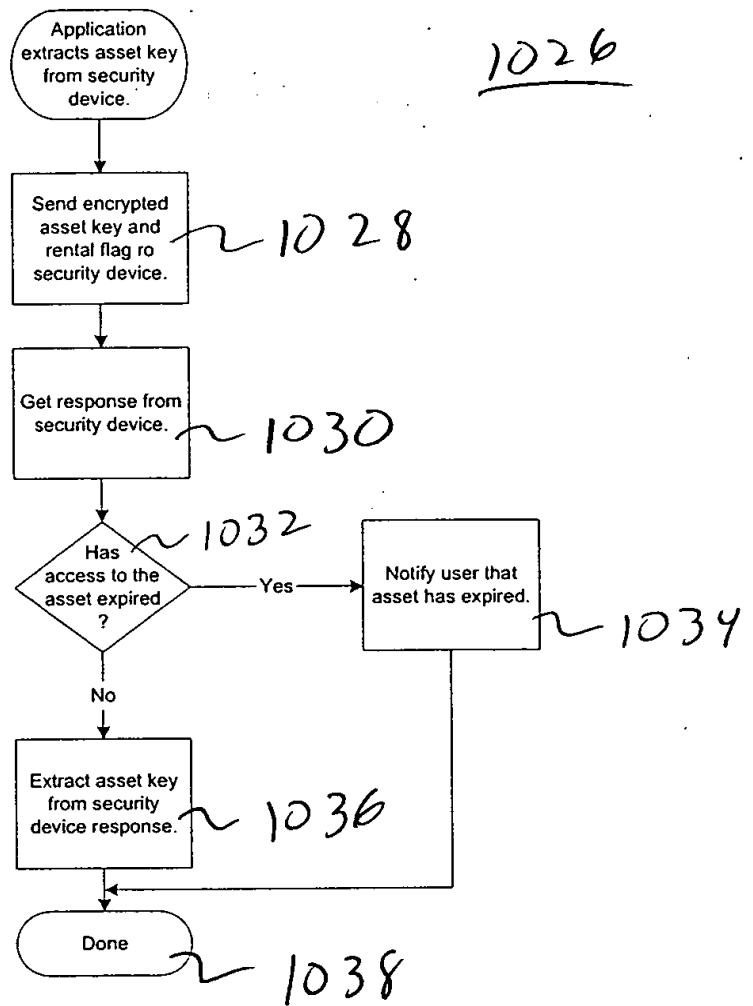 Application
extracts asset key
from security
device.
1026
Send encrypted
asset key and
rental flag ro
security device.
1028
Get response from
security device.
1030
Has
access to the
asset expired
?
1032
Yes
Notify user that
asset has expired.
1034
No
Extract asset key
from security
device response.
1036
Done
1038